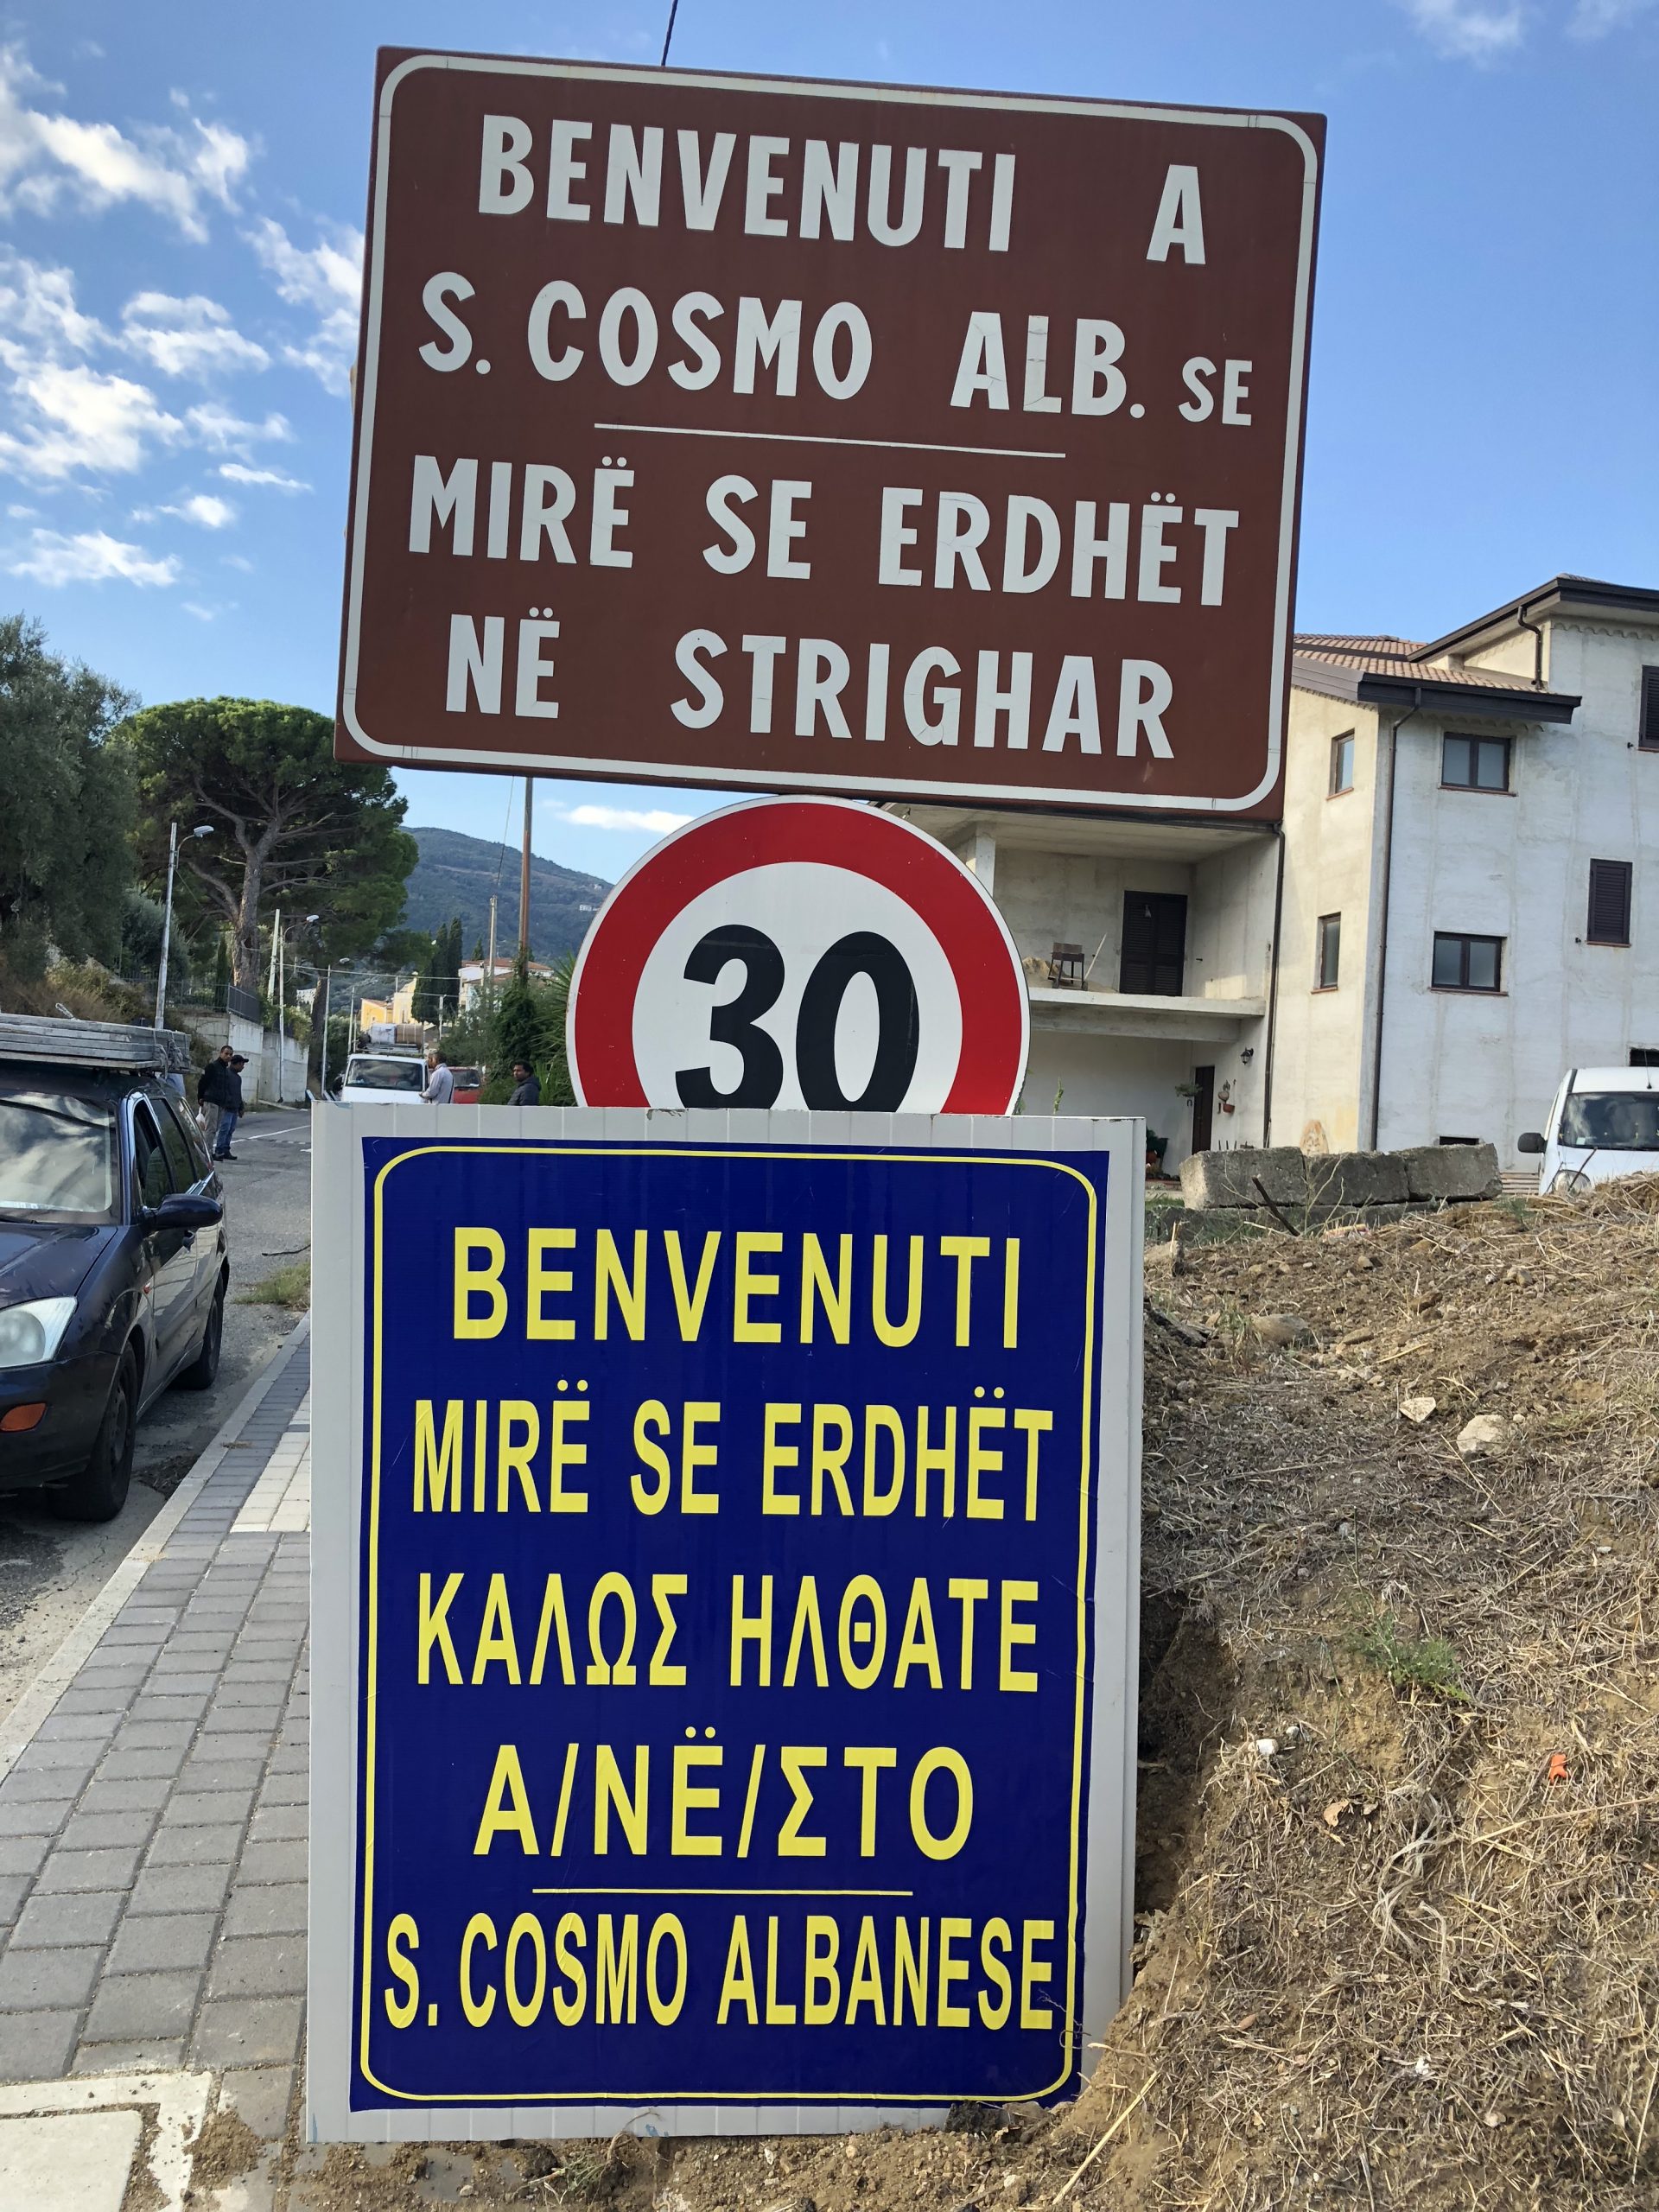 BENVENUTI A
S. COSMO ALB. SE
MIRË SE ERDHËT
NË STRIGHAR
30
BENVENUTI
MIRË SE ERDHËT
ΚΑΛΩΣ ΗΛΘΑΤΕ
A/NË/ΣΤΟ
S. COSMO ALBANESE